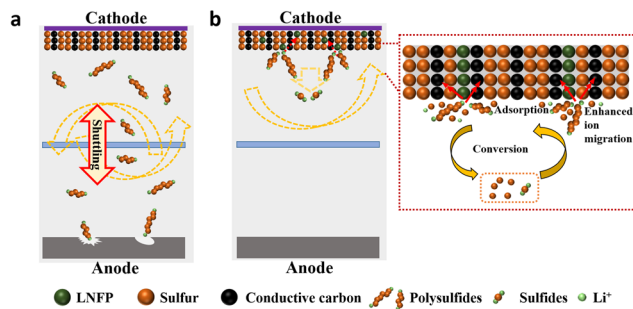 a
Cathode
Shuttling
Anode
b
Cathode
Anode
Adsorption
Enhanced
ion
migration
Conversion
LNFP
Sulfur
Conductive carbon
Polysulfides
Sulfides
Li⁺